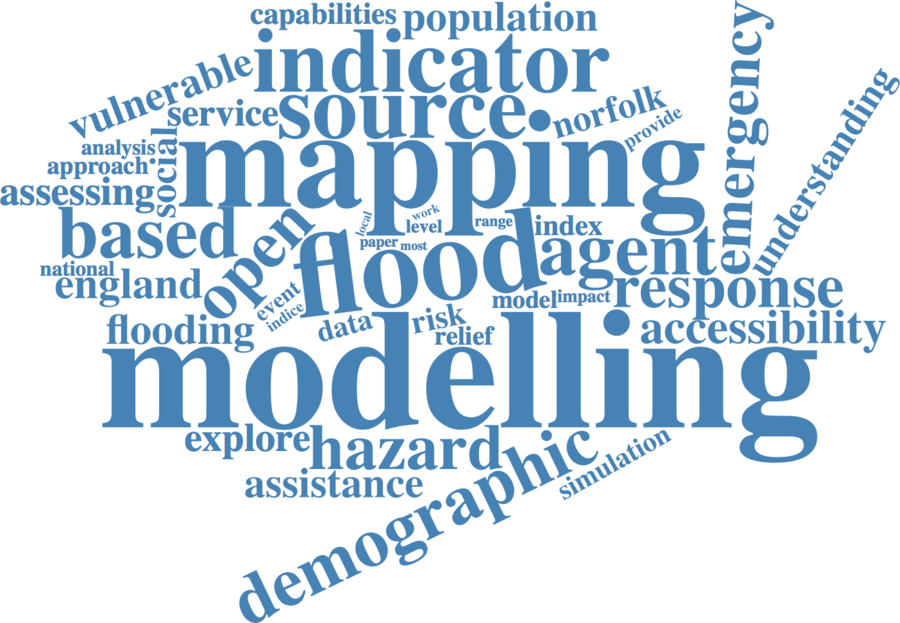 capabilities
population
emergency
indicator
vulnerable
understanding
source
service
norfolk
provide
mapping
social
analysis
approach
assessing
based
open
local
work
level
range
index
paper
most
flood
agent
national
england
event
indice
model
impact
response
flooding
data
risk
relief
accessibility
modelling
explore
hazard
assistance
demographic
simulation